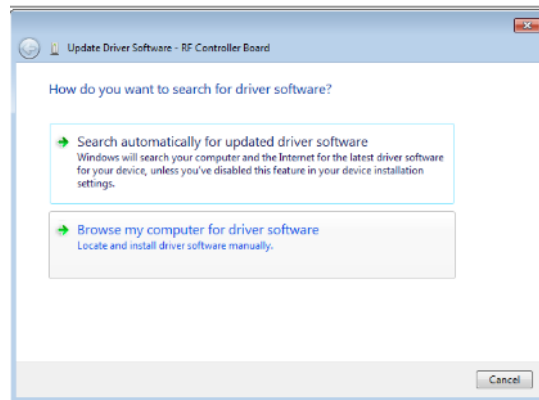 Update Driver Software - RF Controller Board
How do you want to search for driver software?
Search automatically for updated driver software
Windows will search your computer and the Internet for the latest driver software
for your device, unless you've disabled this feature in your device installation
settings.
Browse my computer for driver software
Locate and install driver software manually.
Cancel